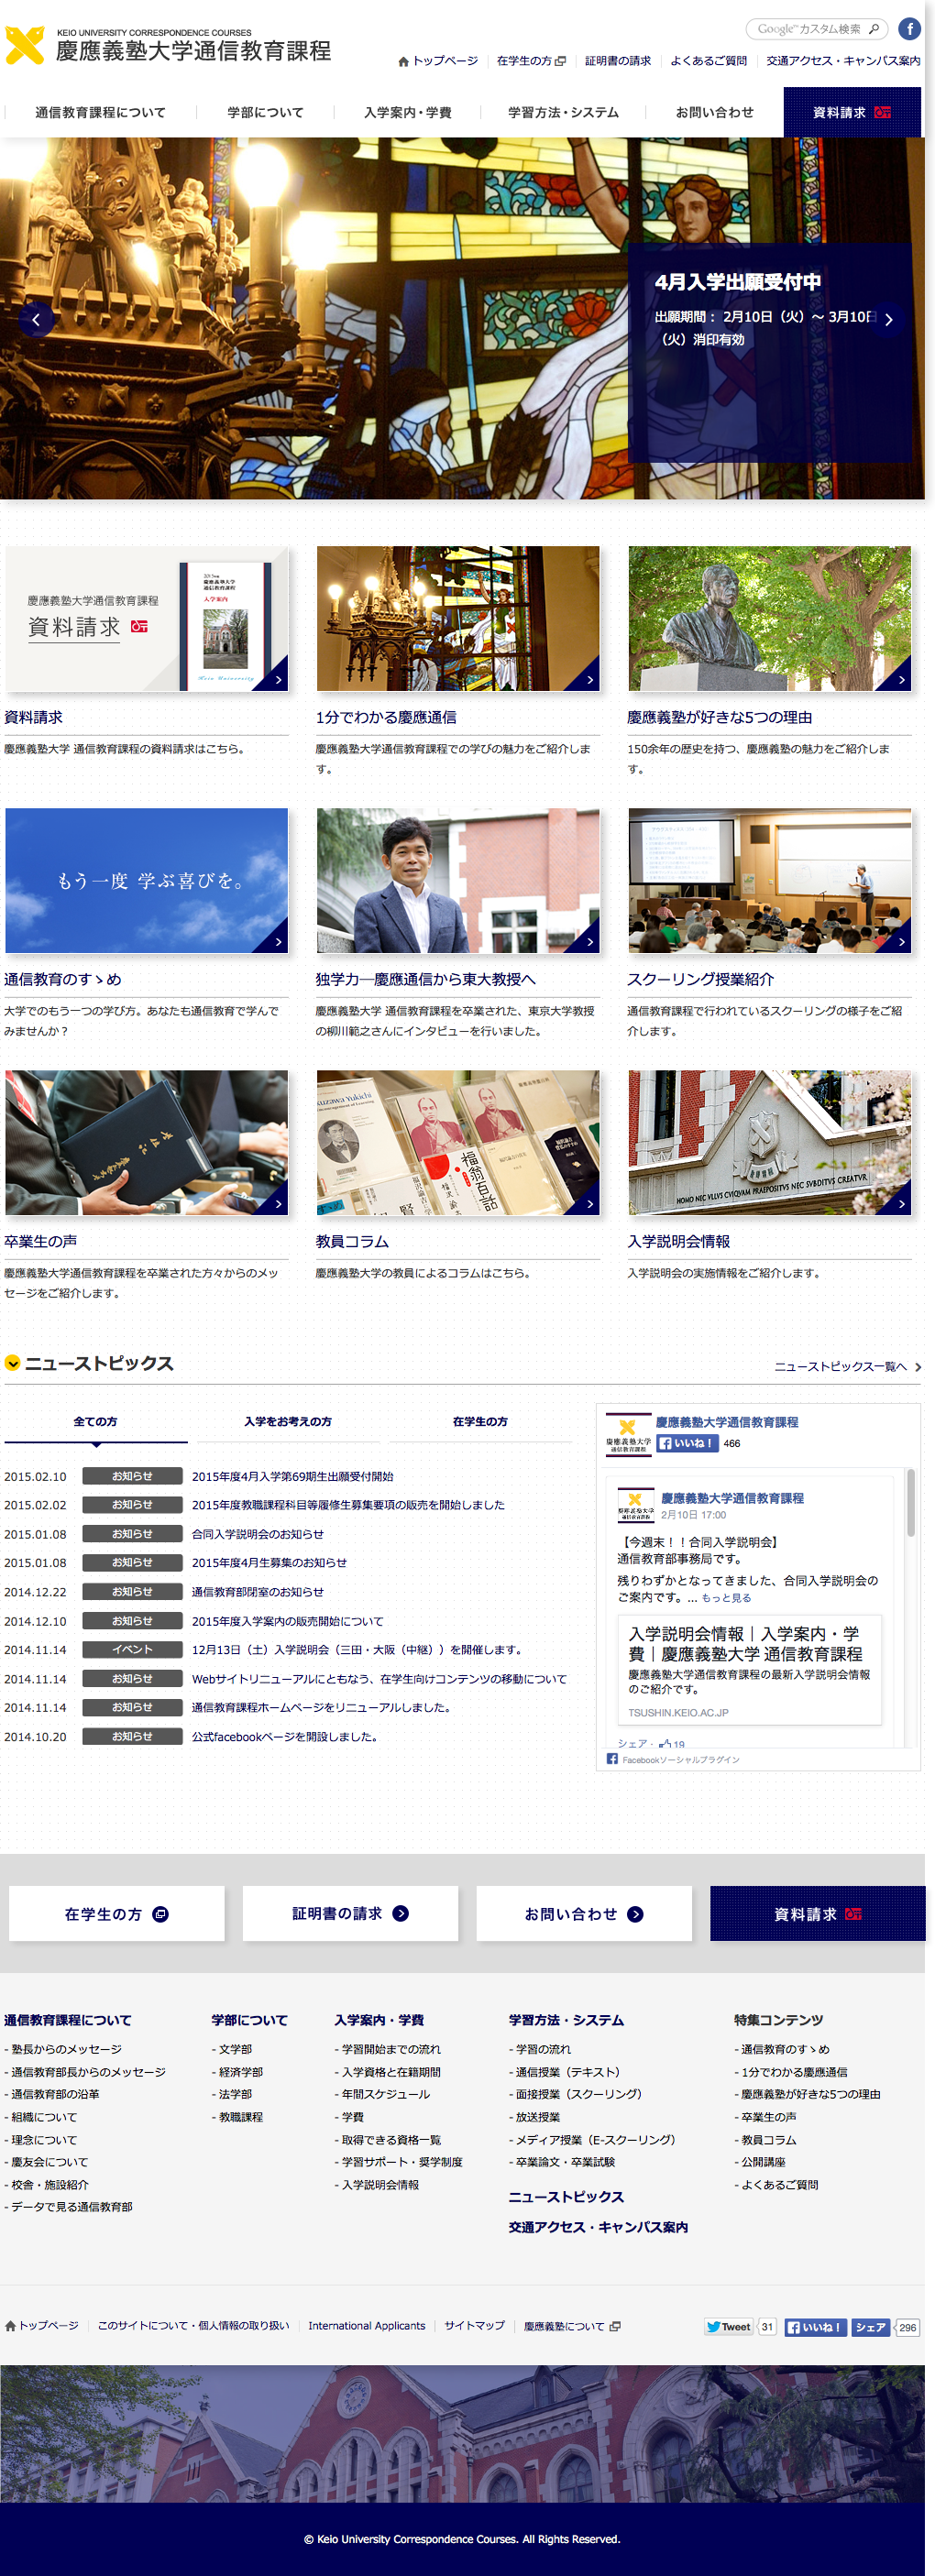 KEIO UNIVERSITY CORRESPONDENCE COURSES
慶應義塾大学通信教育課程
Google™ カスタム検索
トップページ
在学生の方
証明書の請求
よくあるご質問
交通アクセス・キャンパス案内
通信教育課程について
学部について
入学案内・学費
学習方法・システム
お問い合わせ
資料請求
4月入学出願受付中
出願期間： 2月10日（火）～ 3月10日
（火）消印有効
慶應義塾大学通信教育課程
資料請求
慶應義塾大学
通信教育課程
入学案内
Keio University
資料請求
慶應義塾大学 通信教育課程の資料請求はこちら。
1分でわかる慶應通信
慶應義塾大学通信教育課程での学びの魅力をご紹介しま
す。
慶應義塾が好きな5つの理由
150余年の歴史を持つ、慶應義塾の魅力をご紹介しま
す。
もう一度 学ぶ喜びを。
通信教育のすゝめ
大学でのもう一つの学び方。あなたも通信教育で学んで
みませんか？
独学力―慶應通信から東大教授へ
慶應義塾大学 通信教育課程を卒業された、東京大学教授
の柳川範之さんにインタビューを行いました。
スクーリング授業紹介
通信教育課程で行われているスクーリングの様子をご紹
介します。
卒業生の声
慶應義塾大学通信教育課程を卒業された方々からのメッ
セージをご紹介します。
福翁百話
教員コラム
慶應義塾大学の教員によるコラムはこちら。
HOMO NEC VLLVS CVIQVAM PRAEPOSITVS NEC SVBDITVS CREATVR
入学説明会情報
入学説明会の実施情報をご紹介します。
ニューストピックス
ニューストピックス一覧へ
全ての方
入学をお考えの方
在学生の方
2015.02.10 お知らせ 2015年度4月入学第69期生出願受付開始
2015.02.02 お知らせ 2015年度教職課程科目等履修生募集要項の販売を開始しました
2015.01.08 お知らせ 合同入学説明会のお知らせ
2015.01.08 お知らせ 2015年度4月生募集のお知らせ
2014.12.22 お知らせ 通信教育部閉室のお知らせ
2014.12.10 お知らせ 2015年度入学案内の販売開始について
2014.11.14 イベント 12月13日（土）入学説明会（三田・大阪（中継））を開催します。
2014.11.14 お知らせ Webサイトリニューアルにともなう、在学生向けコンテンツの移動について
2014.11.14 お知らせ 通信教育課程ホームページをリニューアルしました。
2014.10.20 お知らせ 公式facebookページを開設しました。
慶應義塾大学
通信教育課程
慶應義塾大学通信教育課程
いいね！ 466
慶應義塾大学通信教育課程
2月10日 17:00
【今週末！！合同入学説明会】
通信教育部事務局です。
残りわずかとなってきました、合同入学説明会の
ご案内です。... もっと見る
入学説明会情報｜入学案内・学
費｜慶應義塾大学 通信教育課程
慶應義塾大学通信教育課程の最新入学説明会情報
のご紹介です。
TSUSHIN.KEIO.AC.JP
シェア · 19
Facebookソーシャルプラグイン
在学生の方
証明書の請求
お問い合わせ
資料請求
通信教育課程について
- 塾長からのメッセージ
- 通信教育部長からのメッセージ
- 通信教育部の沿革
- 組織について
- 理念について
- 慶友会について
- 校舎・施設紹介
- データで見る通信教育部
学部について
- 文学部
- 経済学部
- 法学部
- 教職課程
入学案内・学費
- 学習開始までの流れ
- 入学資格と在籍期間
- 年間スケジュール
- 学費
- 取得できる資格一覧
- 学習サポート・奨学制度
- 入学説明会情報
学習方法・システム
- 学習の流れ
- 通信授業（テキスト）
- 面接授業（スクーリング）
- 放送授業
- メディア授業（E-スクーリング）
- 卒業論文・卒業試験
ニューストピックス
交通アクセス・キャンパス案内
特集コンテンツ
- 通信教育のすゝめ
- 1分でわかる慶應通信
- 慶應義塾が好きな5つの理由
- 卒業生の声
- 教員コラム
- 公開講座
- よくあるご質問
トップページ
このサイトについて・個人情報の取り扱い
International Applicants
サイトマップ
慶應義塾について
Tweet 31
いいね！ シェア 296
© Keio University Correspondence Courses. All Rights Reserved.